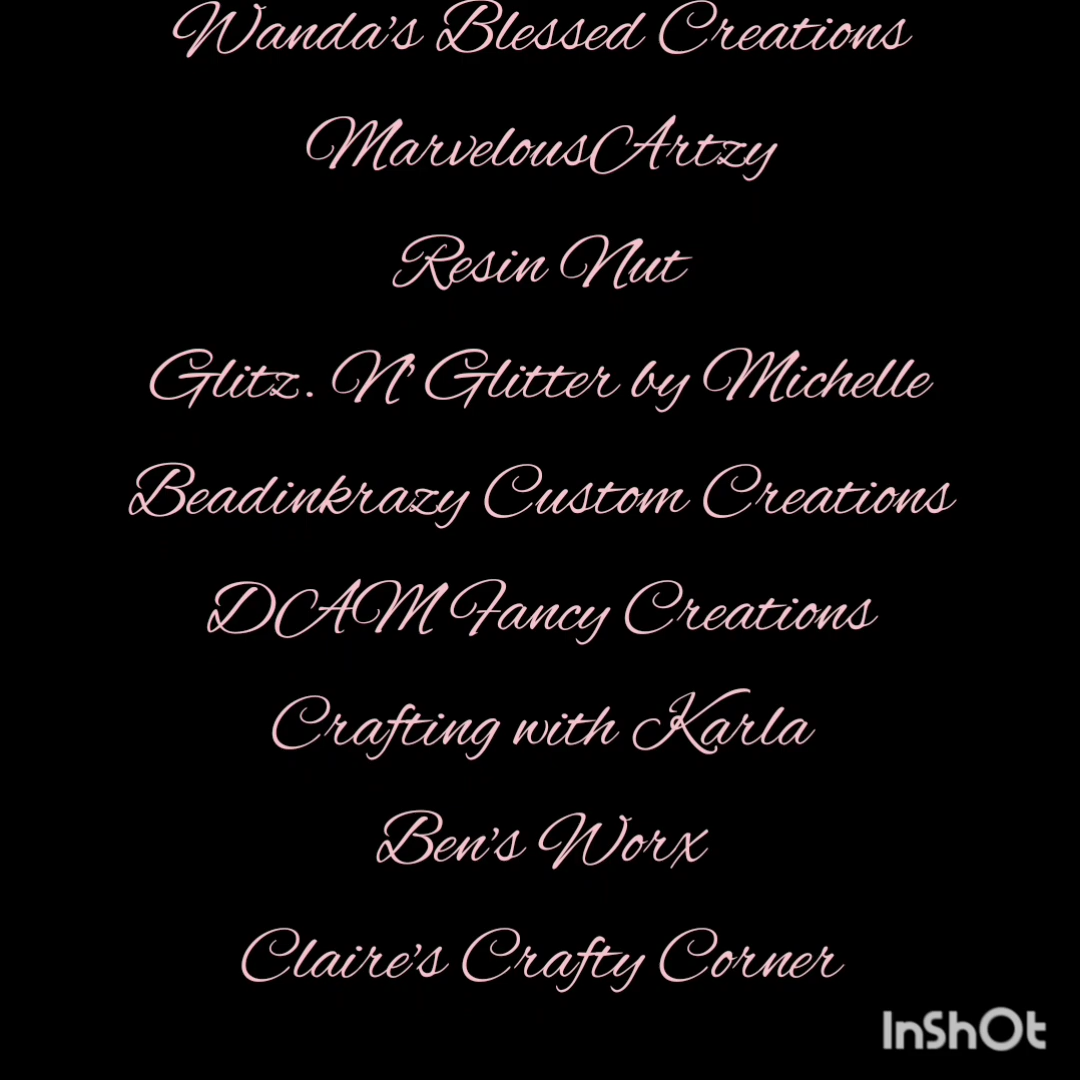 Wanda's Blessed Creations
MarvelousArtzy
Resin Nut
Glitz. N' Glitter by Michelle
Beadinkrazy Custom Creations
DAM Fancy Creations
Crafting with Karla
Ben's Worx
Claire's Crafty Corner
InShOt